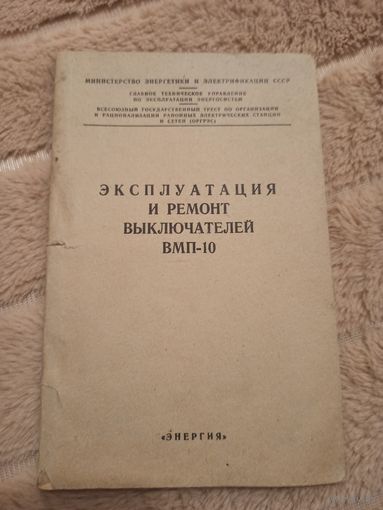 МИНИСТЕРСТВО ЭНЕРГЕТИКИ И ЭЛЕКТРИФИКАЦИИ СССР
ГЛАВНОЕ ТЕХНИЧЕСКОЕ УПРАВЛЕНИЕ
ПО ЭКСПЛУАТАЦИИ ЭНЕРГОСИСТЕМ
ВСЕСОЮЗНЫЙ ГОСУДАРСТВЕННЫЙ ТРЕСТ ПО ОРГАНИЗАЦИИ
И РАЦИОНАЛИЗАЦИИ РАЙОННЫХ ЭЛЕКТРИЧЕСКИХ СТАНЦИЙ
И СЕТЕЙ (ОРГРЭС)
ЭКСПЛУАТАЦИЯ
И РЕМОНТ
ВЫКЛЮЧАТЕЛЕЙ
ВМП-10
«ЭНЕРГИЯ»